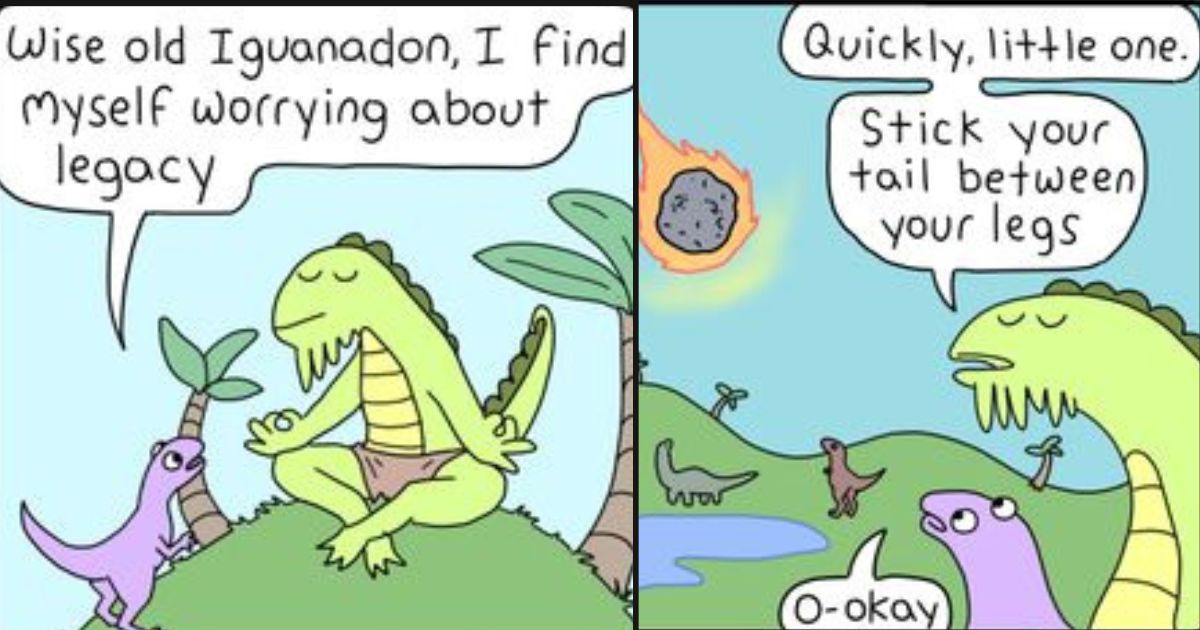 Wise old Iguanadon, I find
myself worrying about
legacy
Quickly, little one.
Stick your
tail between
your legs
O-okay